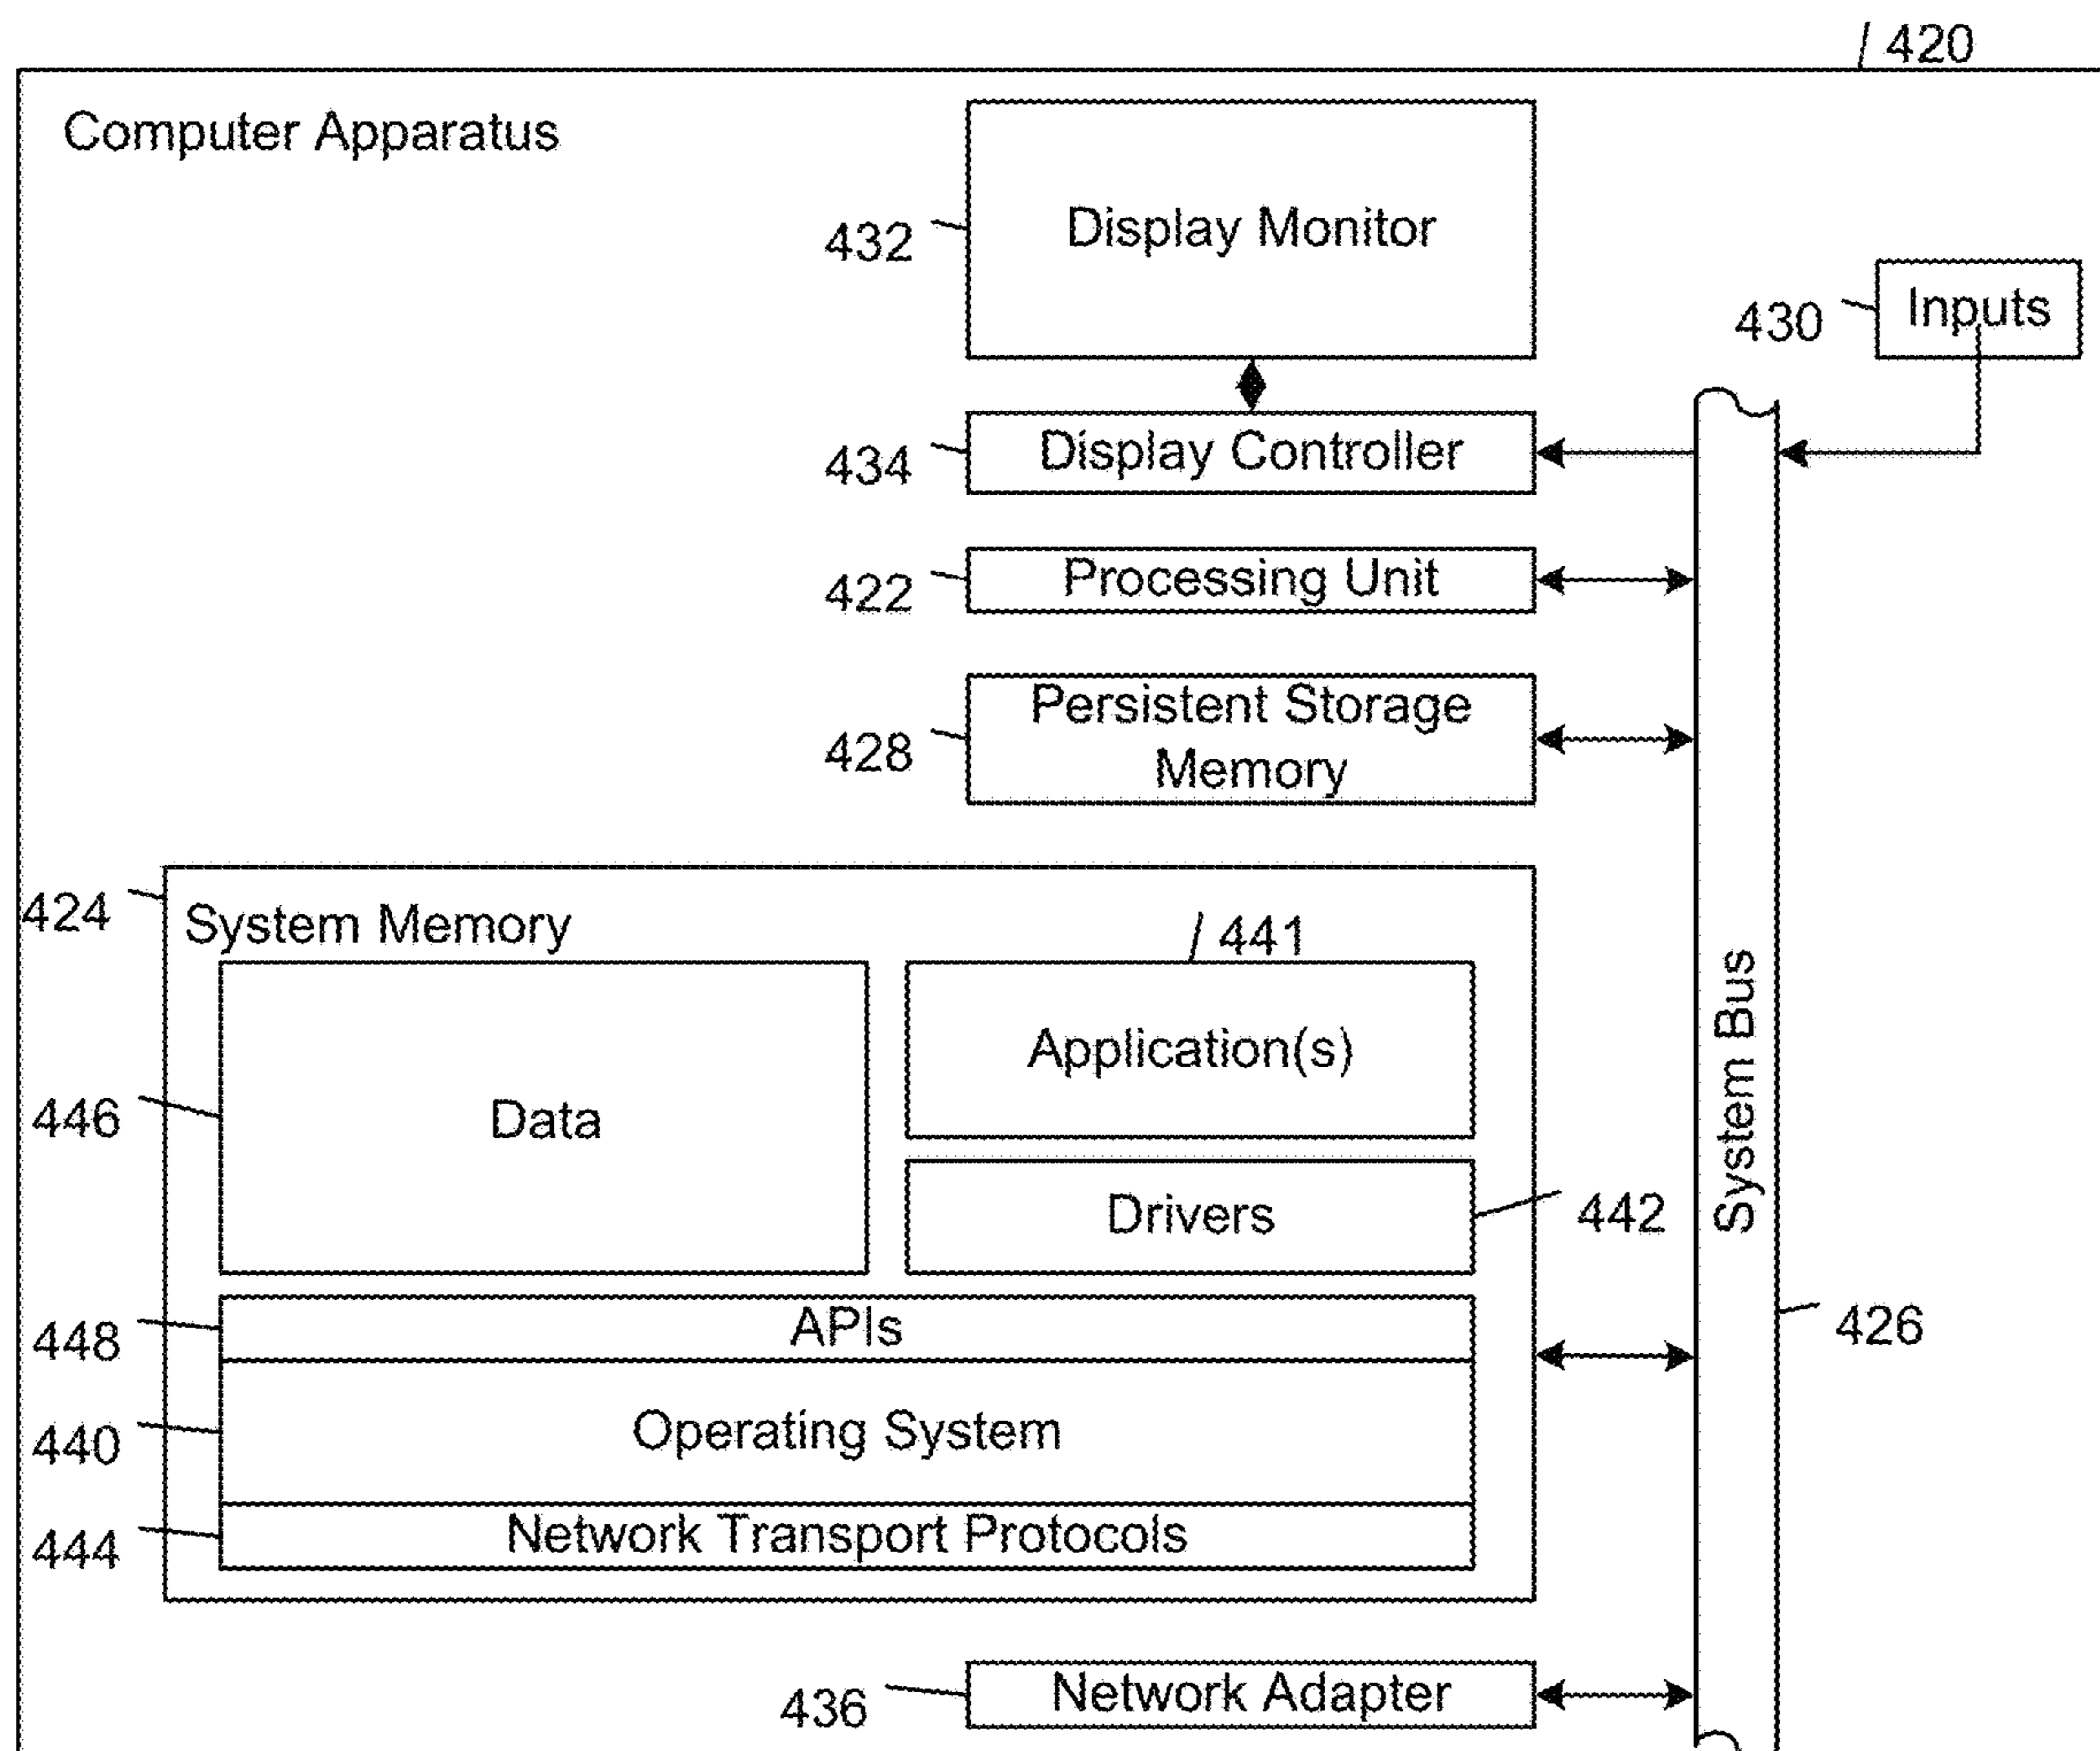 420
Computer Apparatus
432
Display Monitor
430
Inputs
434
Display Controller
422
Processing Unit
428
Persistent Storage
Memory
424
System Memory
441
446
Data
Application(s)
Drivers
442
System Bus
426
448
APIs
440
Operating System
444
Network Transport Protocols
436
Network Adapter